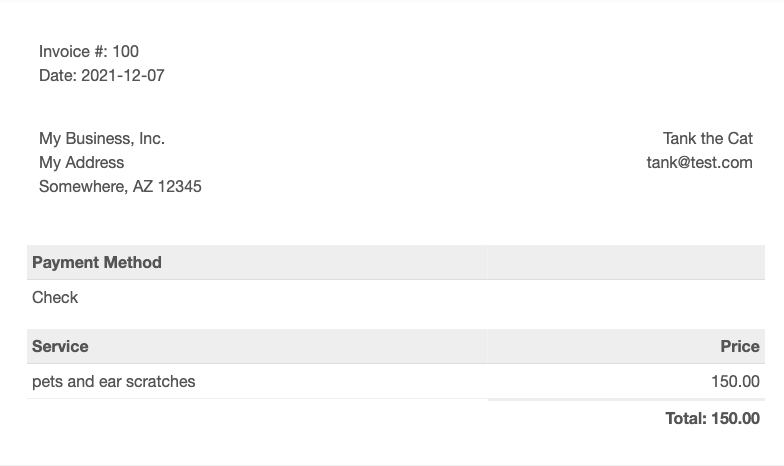 Invoice #: 100
Date: 2021-12-07
My Business, Inc.
My Address
Somewhere, AZ 12345
Tank the Cat
tank@test.com
Payment Method
Check
Service Price
pets and ear scratches 150.00
Total: 150.00